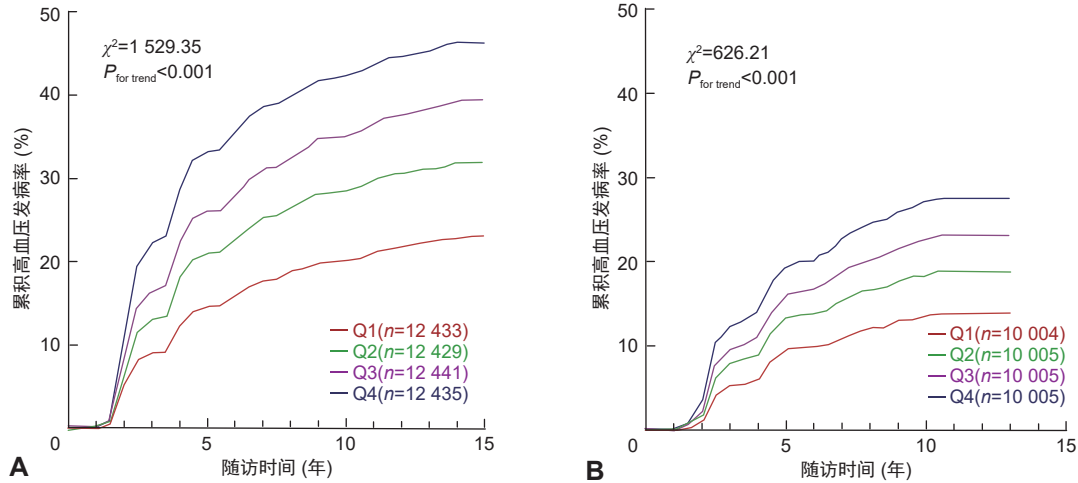 50
40
30
20
10
0
5
10
15
累积高血压发病率 (%)
χ²=1 529.35
P for trend<0.001
Q1(n=12 433)
Q2(n=12 429)
Q3(n=12 441)
Q4(n=12 435)
随访时间 (年)
A
50
40
30
20
10
0
5
10
15
累积高血压发病率 (%)
χ²=626.21
P for trend<0.001
Q1(n=10 004)
Q2(n=10 005)
Q3(n=10 005)
Q4(n=10 005)
随访时间 (年)
B